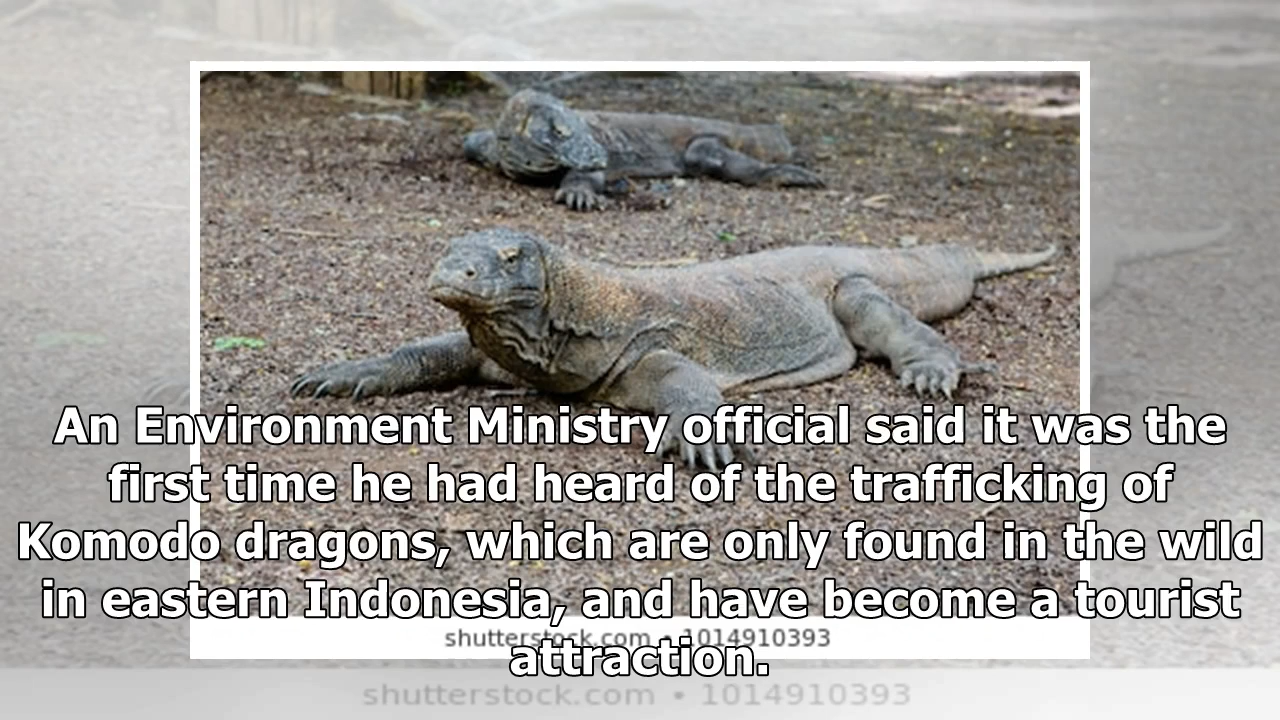 An Environment Ministry official said it was the
first time he had heard of the trafficking of
Komodo dragons, which are only found in the wild
in eastern Indonesia, and have become a tourist
shutterstock.com • 1014910393
attraction.
shutterstock.com • 1014910393